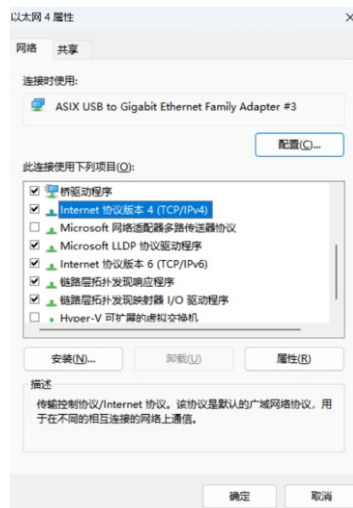 以太网 4 属性
网络 共享
连接时使用:
ASIX USB to Gigabit Ethernet Family Adapter #3
配置(C)...
此连接使用下列项目(O):
桥驱动程序
Internet 协议版本 4 (TCP/IPv4)
Microsoft 网络适配器多路传送器协议
Microsoft LLDP 协议驱动程序
Internet 协议版本 6 (TCP/IPv6)
链路层拓扑发现响应程序
链路层拓扑发现映射器 I/O 驱动程序
Hyper-V 可扩展的虚拟交换机
安装(N)... 卸载(U) 属性(R)
描述
传输控制协议/Internet 协议。该协议是默认的广域网络协议，用
于在不同的相互连接的网络上通信。
确定 取消